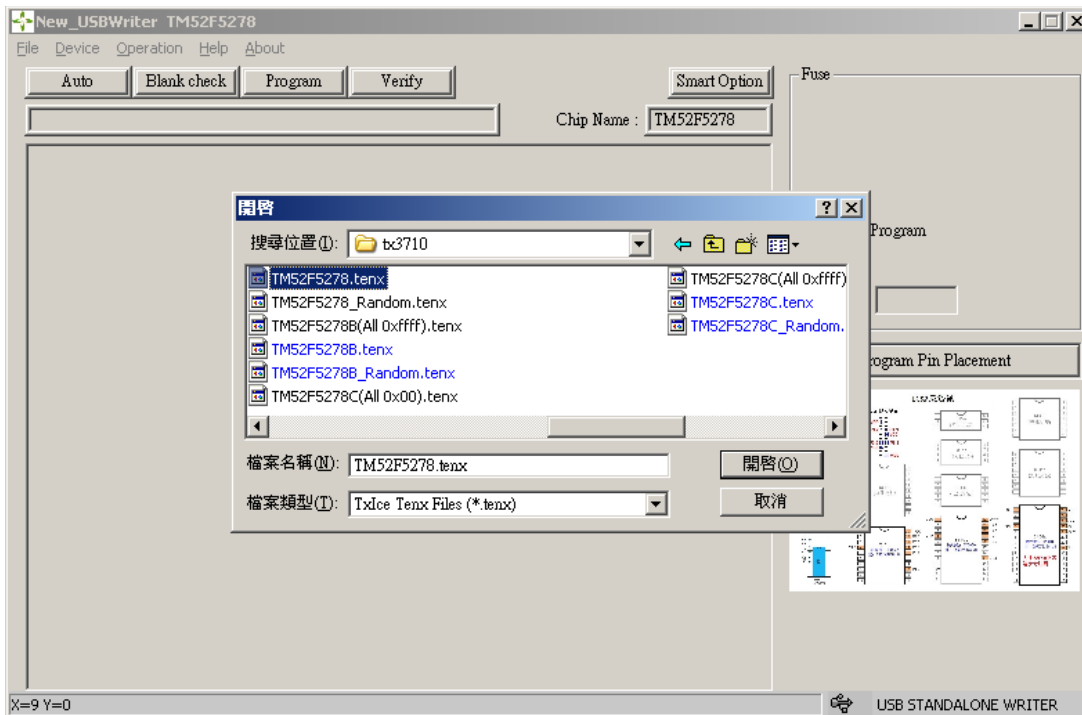 New_USBWriter TM52F5278
File Device Operation Help About
Auto Blank check Program Verify Smart Option
Chip Name : TM52F5278
Fuse
開啓
搜尋位置(I): tx3710
TM52F5278.tenx
TM52F5278_Random.tenx
TM52F5278B(All 0xffff).tenx
TM52F5278B.tenx
TM52F5278B_Random.tenx
TM52F5278C(All 0x00).tenx
TM52F5278C(All 0xffff)
TM52F5278C.tenx
TM52F5278C_Random.
檔案名稱(N): TM52F5278.tenx 開啓(O)
檔案類型(T): TxIce Tenx Files (*.tenx) 取消
Program
rogram Pin Placement
X=9 Y=0 USB STANDALONE WRITER